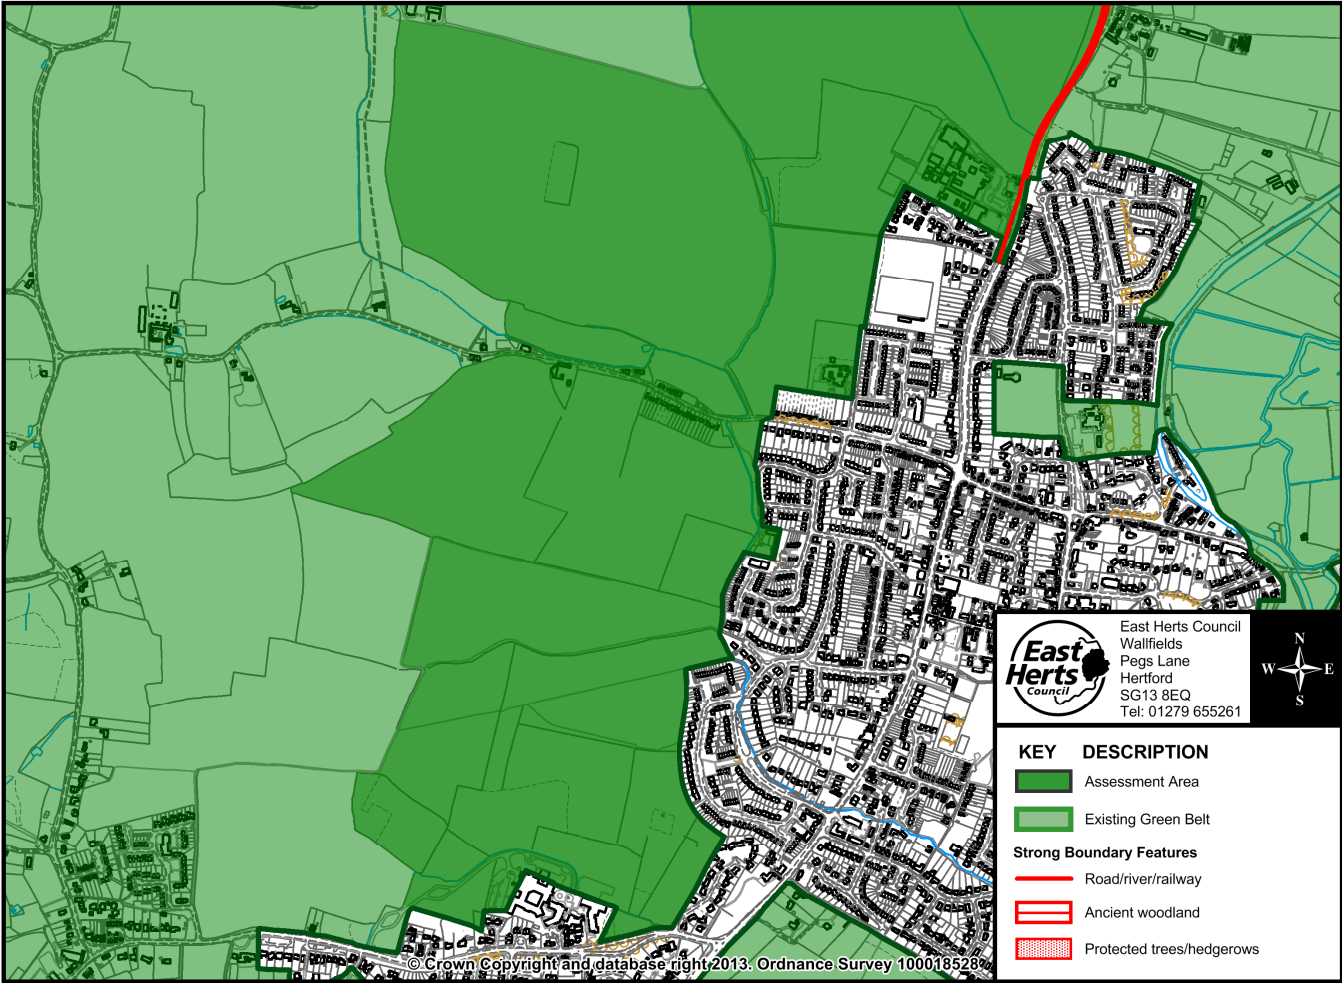 East
Herts
Council
East Herts Council
Wallfields
Pegs Lane
Hertford
SG13 8EQ
Tel: 01279 655261
N
W E
S
KEY DESCRIPTION
Assessment Area
Existing Green Belt
Strong Boundary Features
Road/river/railway
Ancient woodland
Protected trees/hedgerows
© Crown Copyright and database right 2013. Ordnance Survey 100018528